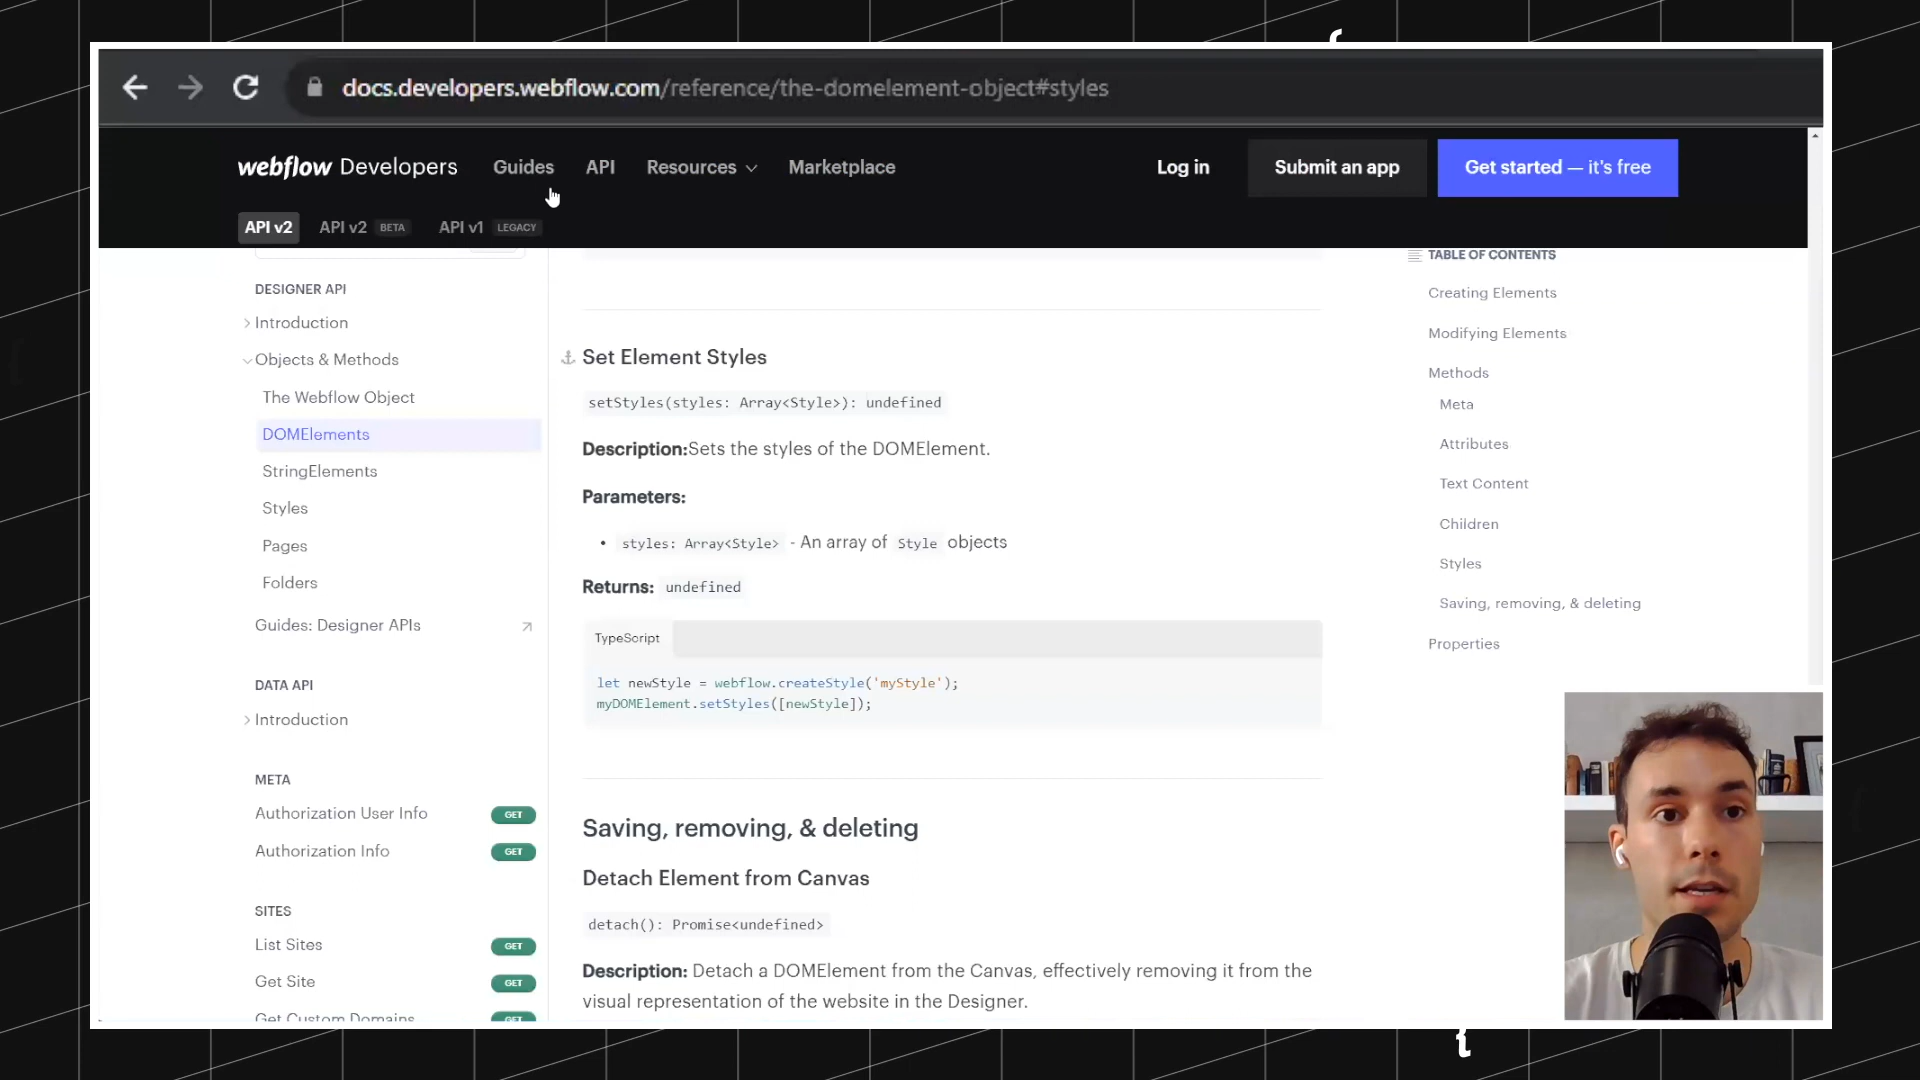 docs.developers.webflow.com/reference/the-domelement-object#styles
webflow Developers
Guides
API
Resources
Marketplace
Log in
Submit an app
Get started — it's free
API v2
API v2 BETA
API v1 LEGACY
DESIGNER API
Introduction
Objects & Methods
The Webflow Object
DOMElements
StringElements
Styles
Pages
Folders
Guides: Designer APIs
DATA API
Introduction
META
Authorization User Info GET
Authorization Info GET
SITES
List Sites GET
Get Site GET
Get Custom Domains GET
Set Element Styles
setStyles(styles: Array<Style>): undefined
Description:Sets the styles of the DOMElement.
Parameters:
• styles: Array<Style> - An array of Style objects
Returns: undefined
TypeScript
let newStyle = webflow.createStyle('myStyle');
myDOMElement.setStyles([newStyle]);
Saving, removing, & deleting
Detach Element from Canvas
detach(): Promise<undefined>
Description: Detach a DOMElement from the Canvas, effectively removing it from the
visual representation of the website in the Designer.
TABLE OF CONTENTS
Creating Elements
Modifying Elements
Methods
Meta
Attributes
Text Content
Children
Styles
Saving, removing, & deleting
Properties